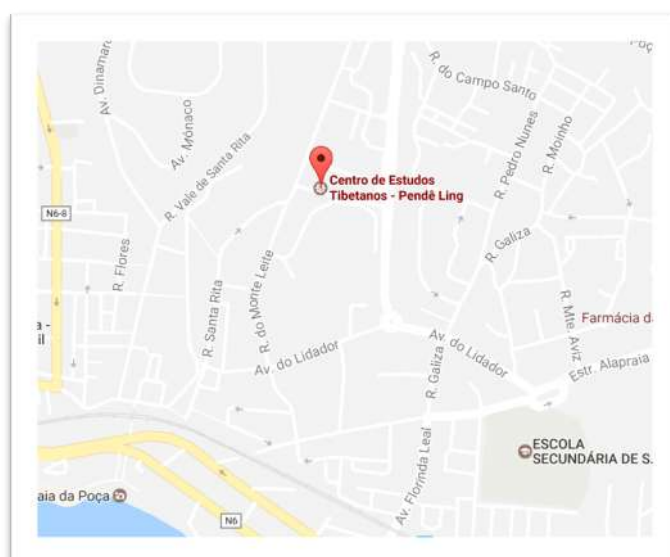 R. do Campo Santo
Av. Dinamar
Av. Mónaco
R. Vale de Santa Rita
R. Pedro Nunes
R. Moinho
Centro de Estudos
Tibetanos - Pendê Ling
N6-8
R. Flores
R. Galiza
R. Santa Rita
R. do Monte Leite
R. Mte. Aviz
Farmácia d
Av. do Lidador
Av. do Lidador
R. Galiza
Estr. Alapraia
a -
il
ESCOLA
SECUNDÁRIA DE S.
Av. Florinda Leal
aia da Poça
N6